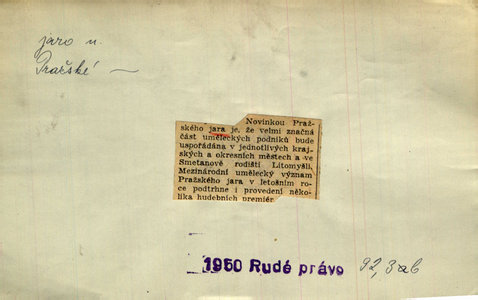 jaro n.
Pražské —
Novinkou Praž-
ského jara je, že velmi značná
část uměleckých podniků bude
uspořádána v jednotlivých kraj-
ských a okresních městech a ve
Smetanově rodišti Litomyšli.
Mezinárodní umělecký význam
Pražského jara v letošním ro-
ce podtrhne i provedení něko-
lika hudebních premiér.
1950 Rudé právo 92, 3ab